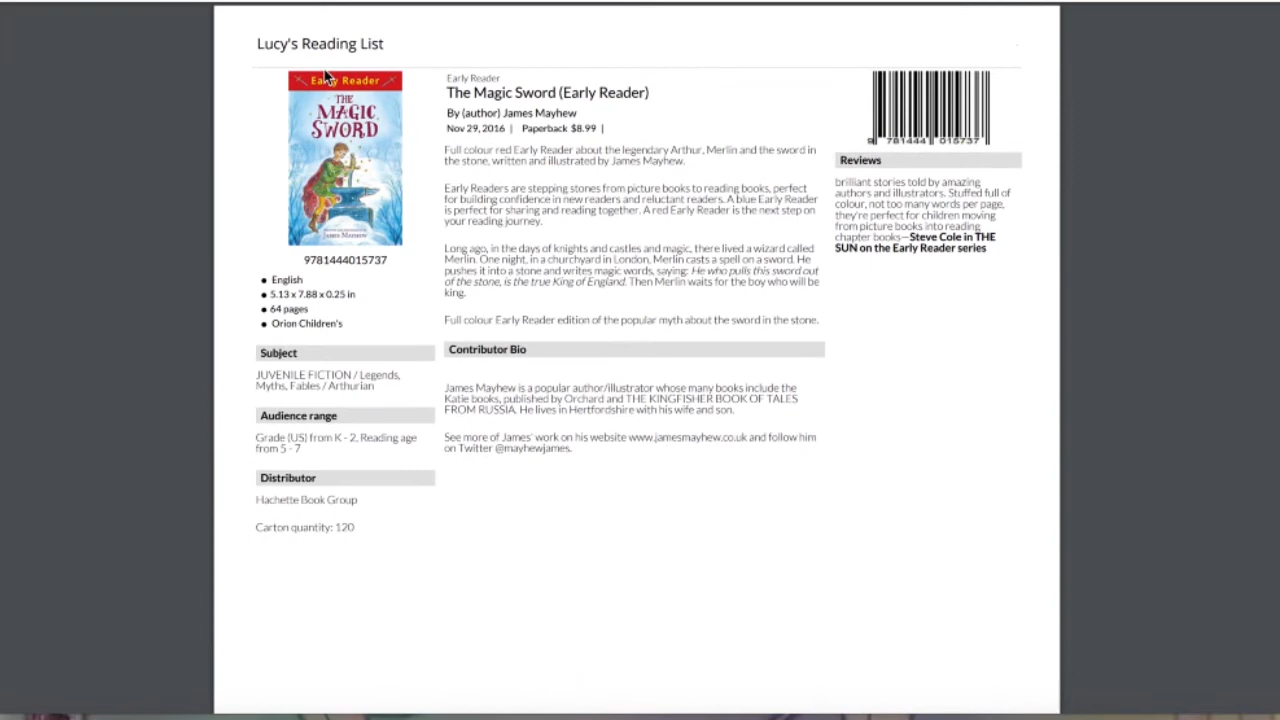 Lucy's Reading List
Early Reader
THE
MAGIC
SWORD
James Mayhew
9781444015737
● English
● 5.13 x 7.88 x 0.25 in
● 64 pages
● Orion Children's
Subject
JUVENILE FICTION / Legends,
Myths, Fables / Arthurian
Audience range
Grade (US) from K - 2, Reading age
from 5 - 7
Distributor
Hachette Book Group
Carton quantity: 120
Early Reader
The Magic Sword (Early Reader)
By (author) James Mayhew
Nov 29, 2016 | Paperback $8.99 |
Full colour red Early Reader about the legendary Arthur, Merlin and the sword in
the stone, written and illustrated by James Mayhew.
Early Readers are stepping stones from picture books to reading books, perfect
for building confidence in new readers and reluctant readers. A blue Early Reader
is perfect for sharing and reading together. A red Early Reader is the next step on
your reading journey.
Long ago, in the days of knights and castles and magic, there lived a wizard called
Merlin. One night, in a churchyard in London, Merlin casts a spell on a sword. He
pushes it into a stone and writes magic words, saying: He who pulls this sword out
of the stone, is the true King of England. Then Merlin waits for the boy who will be
king.
Full colour Early Reader edition of the popular myth about the sword in the stone.
Contributor Bio
James Mayhew is a popular author/illustrator whose many books include the
Katie books, published by Orchard and THE KINGFISHER BOOK OF TALES
FROM RUSSIA. He lives in Hertfordshire with his wife and son.
See more of James' work on his website www.jamesmayhew.co.uk and follow him
on Twitter @mayhewjames.
9 781444 015737
Reviews
brilliant stories told by amazing
authors and illustrators. Stuffed full of
colour, not too many words per page,
they're perfect for children moving
from picture books into reading
chapter books—Steve Cole in THE
SUN on the Early Reader series